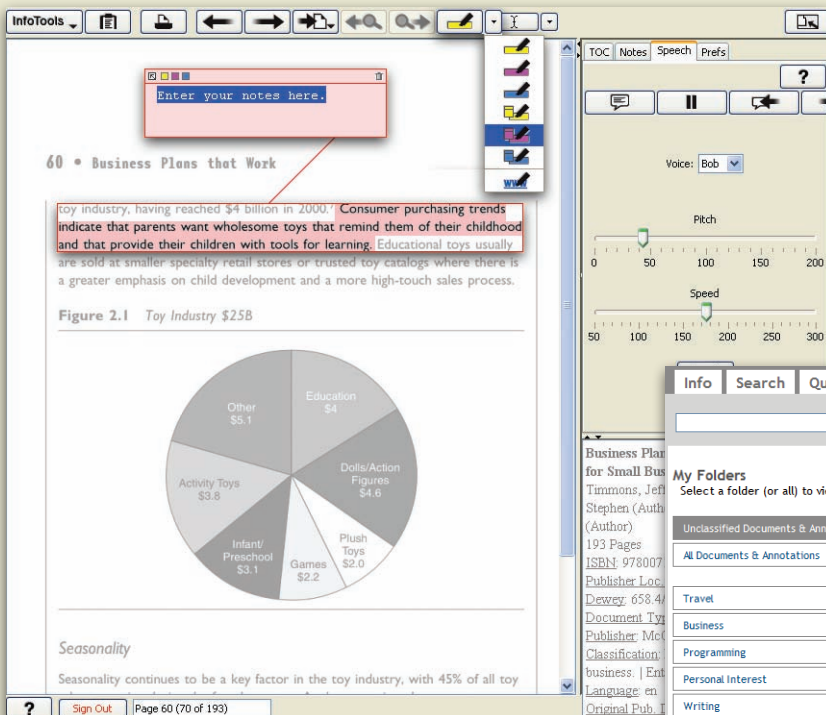 InfoTools
TOC Notes Speech Prefs
?
Enter your notes here.
www
Voice: Bob
Pitch
0 50 100 150 200
Speed
50 100 150 200 250 300
60 • Business Plans that Work
toy industry, having reached $4 billion in 2000. Consumer purchasing trends
indicate that parents want wholesome toys that remind them of their childhood
and that provide their children with tools for learning. Educational toys usually
are sold at smaller specialty retail stores or trusted toy catalogs where there is
a greater emphasis on child development and a more high-touch sales process.
Figure 2.1 Toy Industry $25B
Other
$5.1
Education
$4
Activity Toys
$3.8
Dolls/Action
Figures
$4.6
Infant/
Preschool
$3.1
Games
$2.2
Plush
Toys
$2.0
Seasonality
Seasonality continues to be a key factor in the toy industry, with 45% of all toy
? Sign Out Page 60 (70 of 193)
Business Plan
for Small Bus
Timmons, Jeff
Stephen (Auth
(Author)
193 Pages
ISBN: 978007
Publisher Loc
Dewey: 658.4/
Document Typ
Publisher: McG
Classification:
business. | Ent
Language: en
Original Pub. D
Info Search Qu
My Folders
Select a folder (or all) to vi
Unclassified Documents & Ann
All Documents & Annotations
Travel
Business
Programming
Personal Interest
Writing